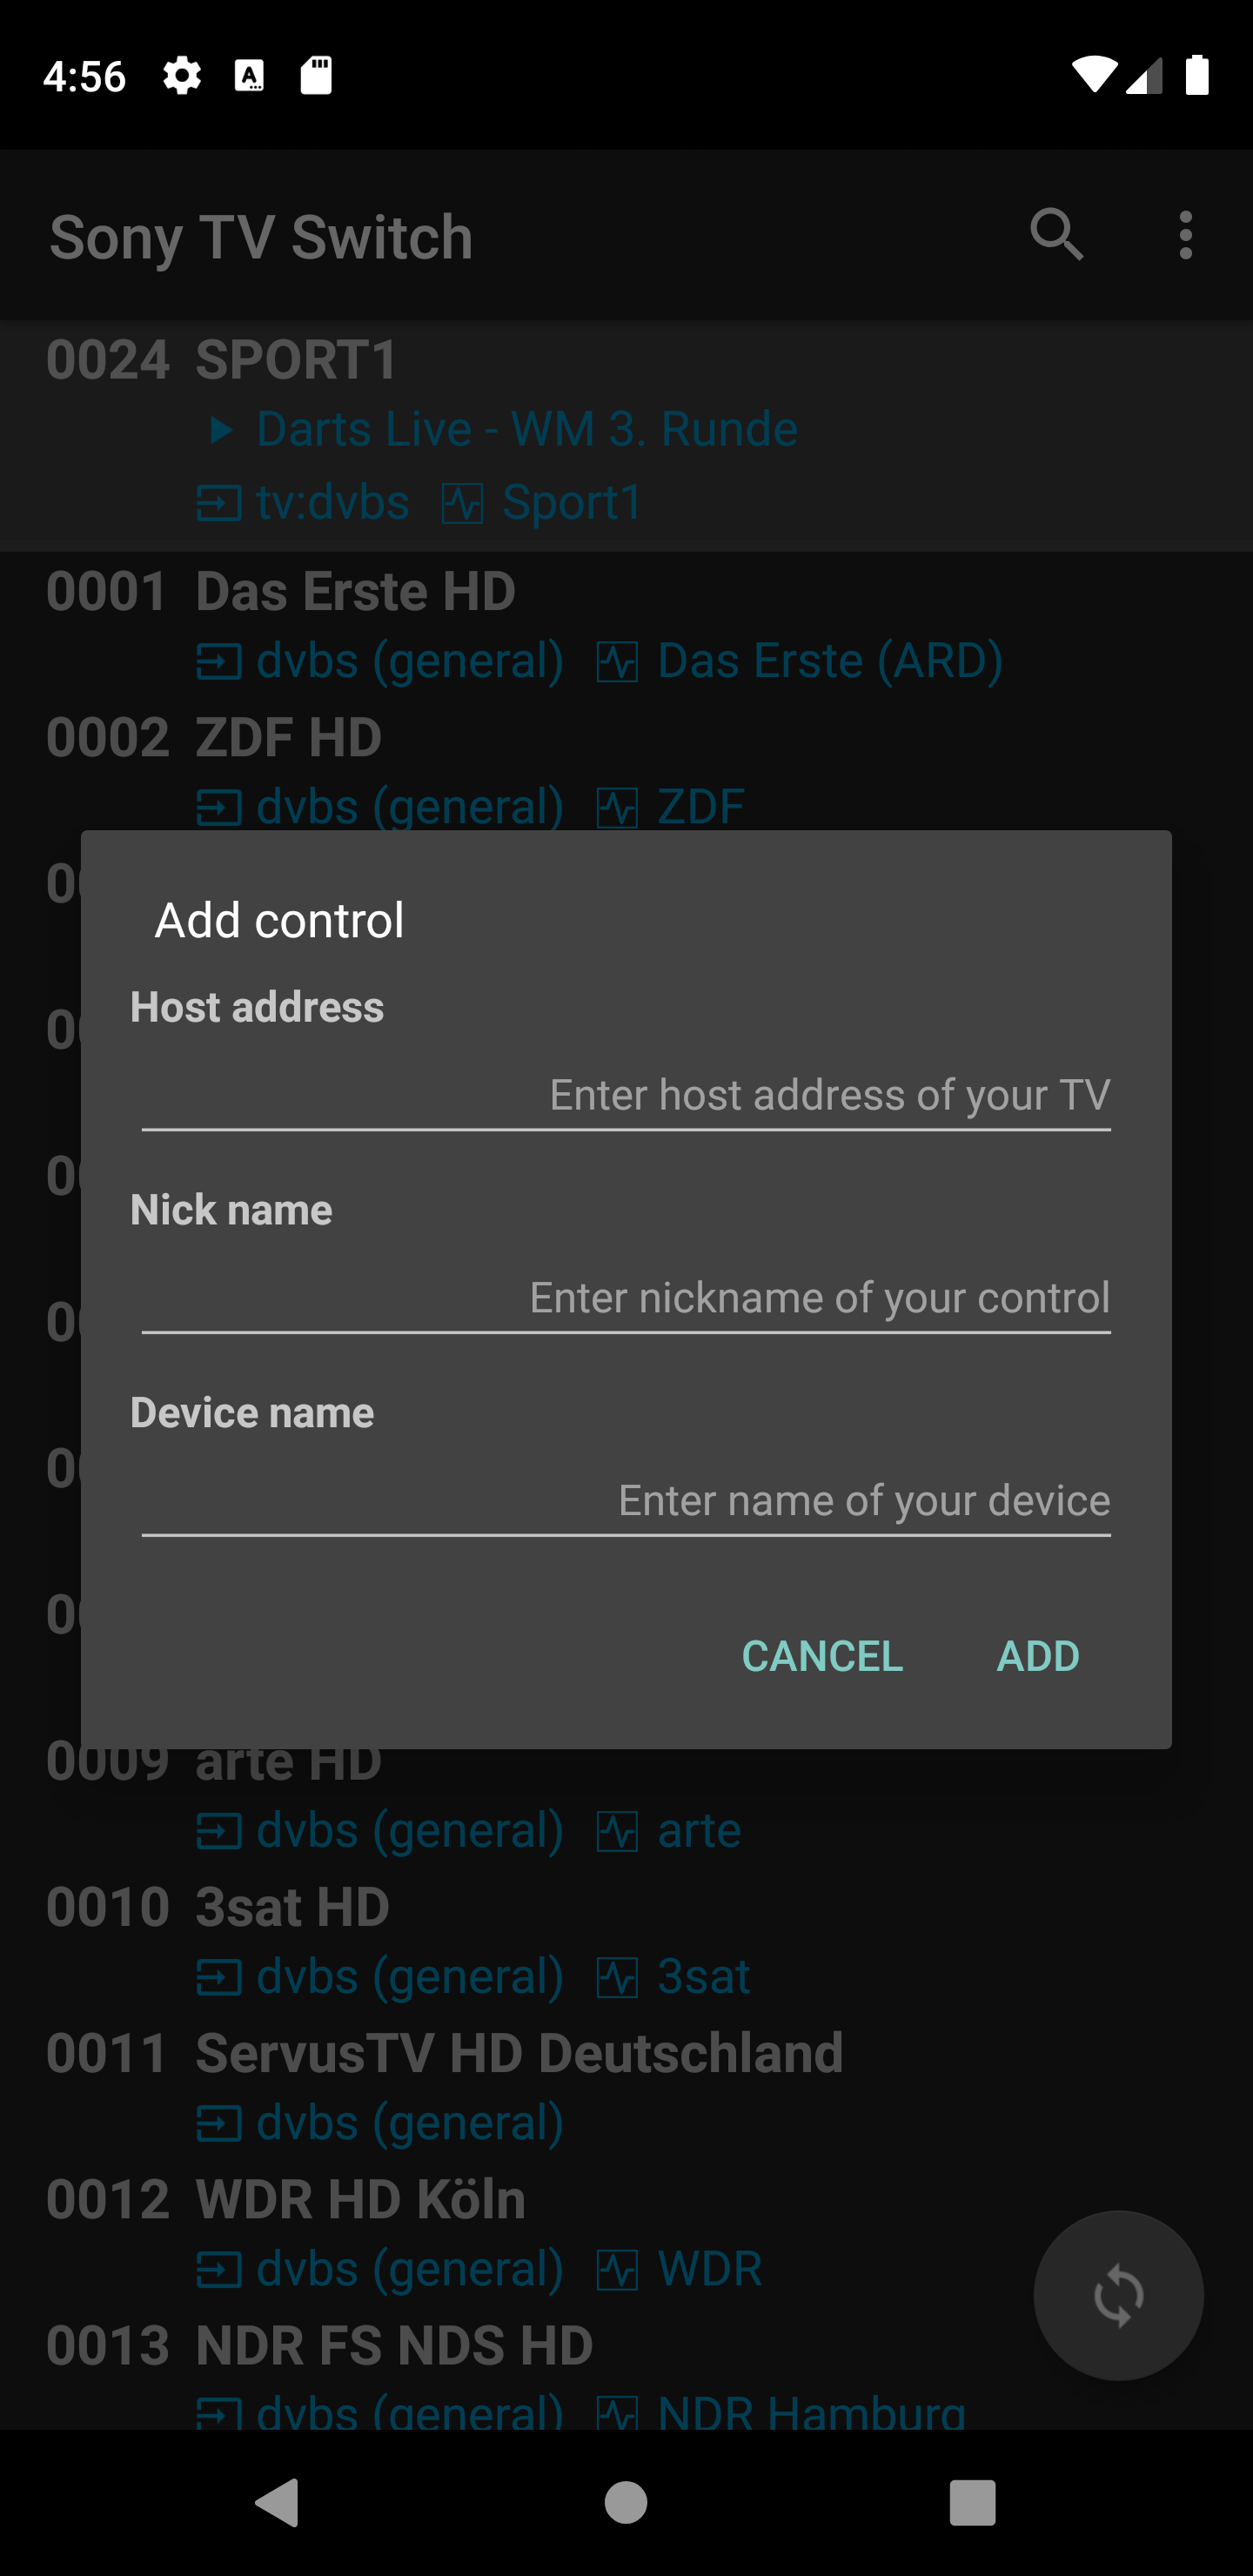 4:56
Sony TV Switch
0024 SPORT1
Darts Live - WM 3. Runde
tv:dvbs Sport1
0001 Das Erste HD
dvbs (general) Das Erste (ARD)
0002 ZDF HD
dvbs (general) ZDF
Add control
Host address
Enter host address of your TV
Nick name
Enter nickname of your control
Device name
Enter name of your device
CANCEL ADD
0009 arte HD
dvbs (general) arte
0010 3sat HD
dvbs (general) 3sat
0011 ServusTV HD Deutschland
dvbs (general)
0012 WDR HD Köln
dvbs (general) WDR
0013 NDR FS NDS HD
dvbs (general) NDR Hamburg